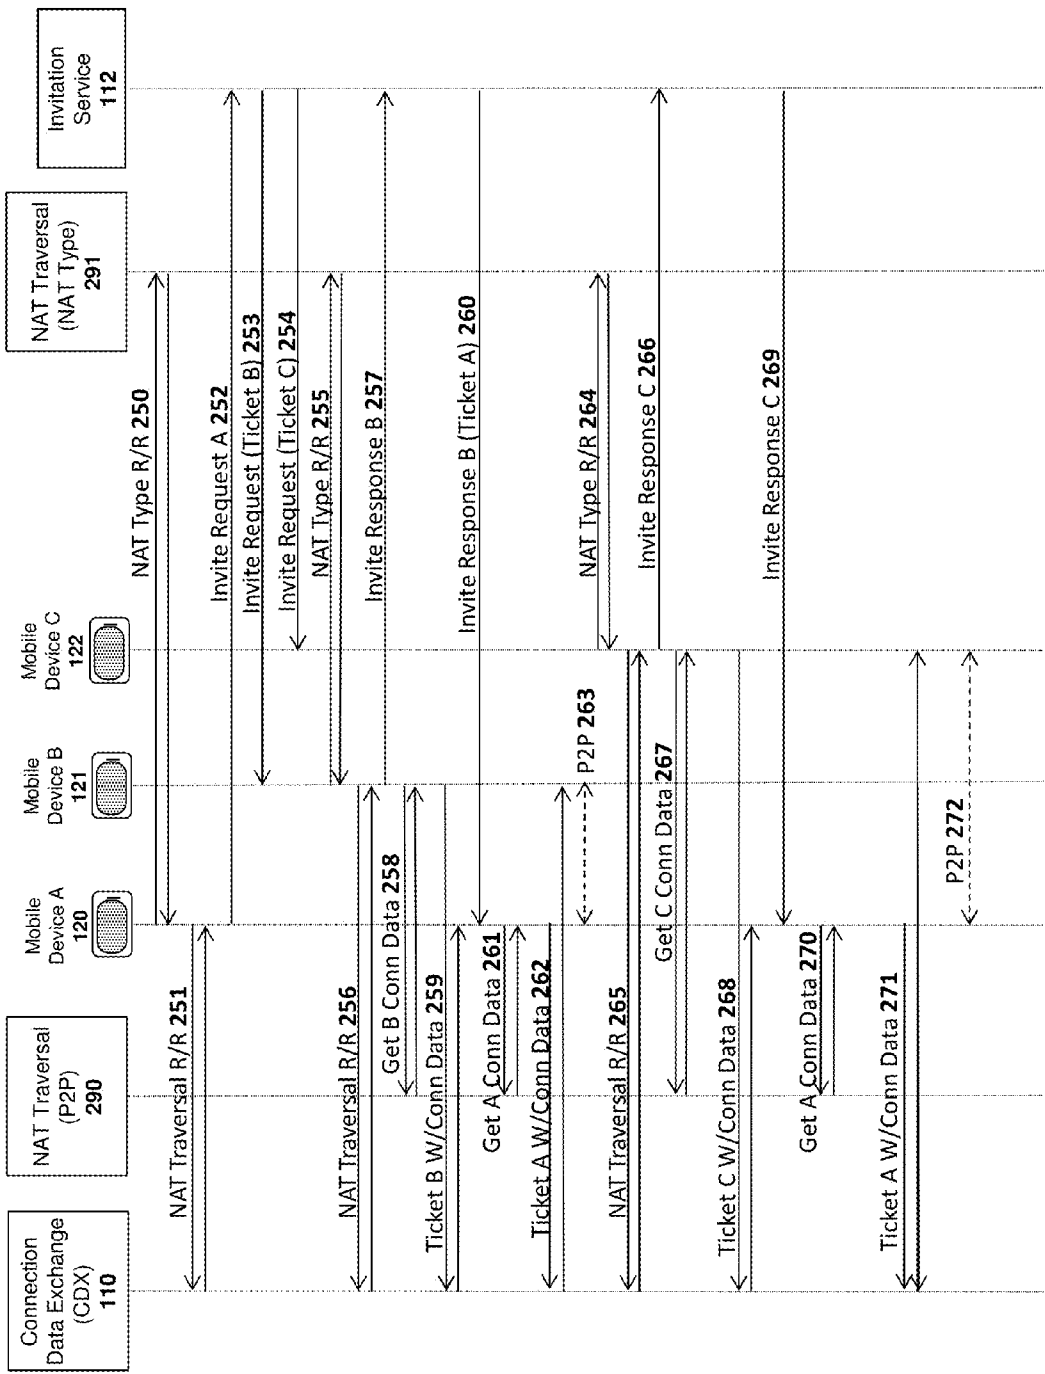 Connection
Data Exchange
(CDX)
110
NAT Traversal
(P2P)
290
Mobile
Device A
120
Mobile
Device B
121
Mobile
Device C
122
NAT Traversal
(NAT Type)
291
Invitation
Service
112
NAT Type R/R 250
NAT Traversal R/R 251
Invite Request A 252
Invite Request (Ticket B) 253
Invite Request (Ticket C) 254
NAT Type R/R 255
NAT Traversal R/R 256
Invite Response B 257
Get B Conn Data 258
Ticket B W/Conn Data 259
Invite Response B (Ticket A) 260
Get A Conn Data 261
Ticket A W/Conn Data 262
P2P 263
NAT Type R/R 264
NAT Traversal R/R 265
Invite Response C 266
Get C Conn Data 267
Ticket C W/Conn Data 268
Invite Response C 269
Get A Conn Data 270
Ticket A W/Conn Data 271
P2P 272